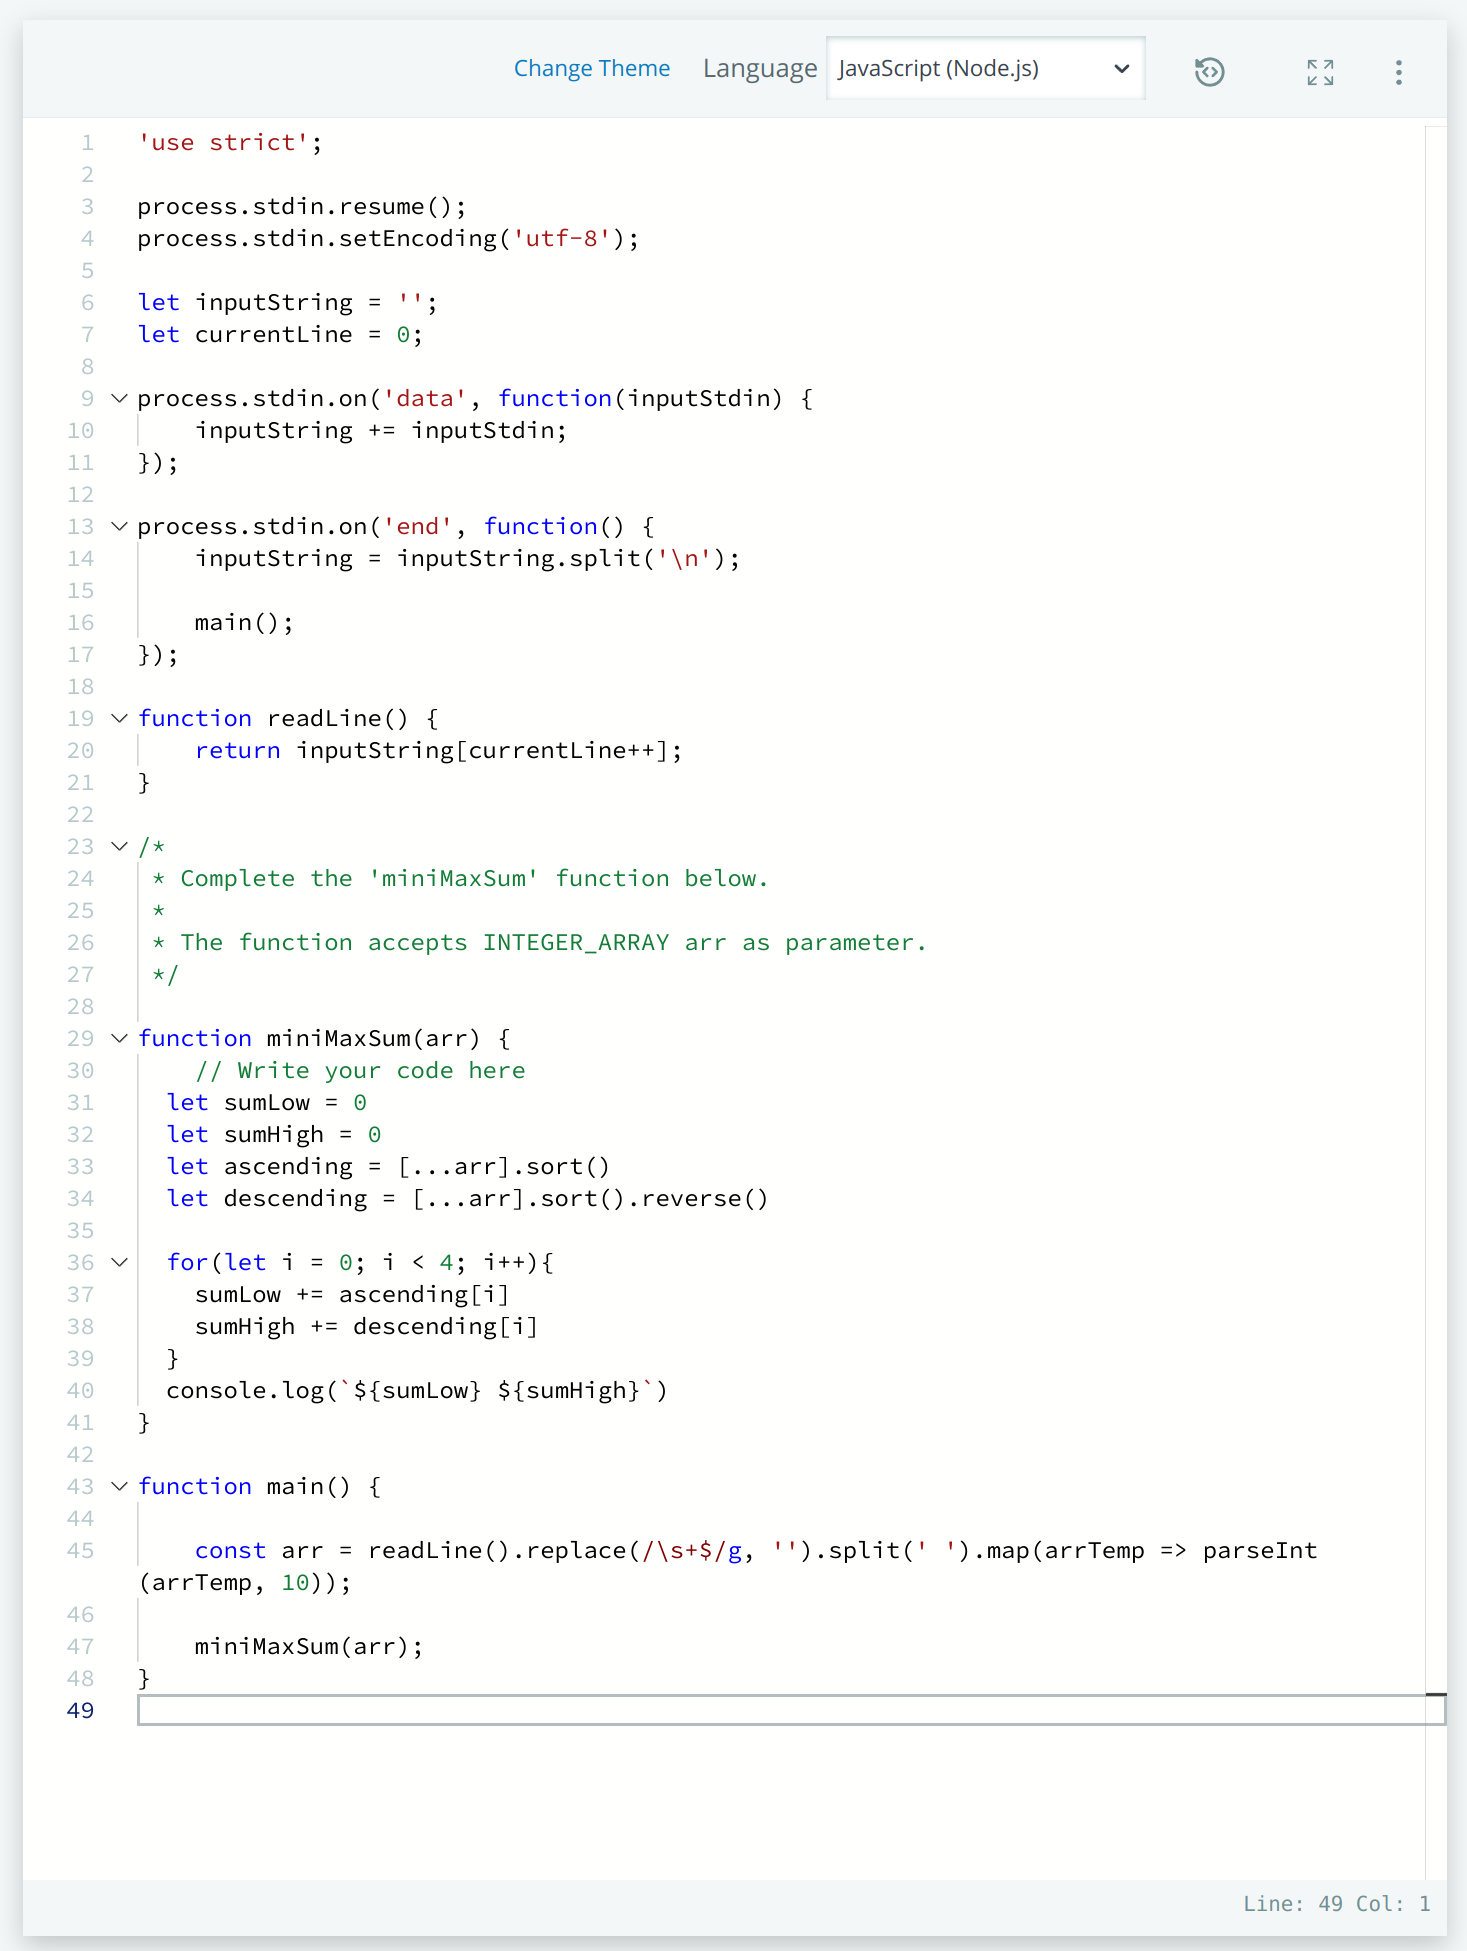 Change Theme Language JavaScript (Node.js)
1 'use strict';
2
3 process.stdin.resume();
4 process.stdin.setEncoding('utf-8');
5
6 let inputString = '';
7 let currentLine = 0;
8
9 process.stdin.on('data', function(inputStdin) {
10     inputString += inputStdin;
11 });
12
13 process.stdin.on('end', function() {
14     inputString = inputString.split('\n');
15
16     main();
17 });
18
19 function readLine() {
20     return inputString[currentLine++];
21 }
22
23 /*
24  * Complete the 'miniMaxSum' function below.
25  *
26  * The function accepts INTEGER_ARRAY arr as parameter.
27  */
28
29 function miniMaxSum(arr) {
30     // Write your code here
31   let sumLow = 0
32   let sumHigh = 0
33   let ascending = [...arr].sort()
34   let descending = [...arr].sort().reverse()
35
36   for(let i = 0; i < 4; i++){
37     sumLow += ascending[i]
38     sumHigh += descending[i]
39   }
40   console.log(`${sumLow} ${sumHigh}`)
41 }
42
43 function main() {
44
45     const arr = readLine().replace(/\s+$/g, '').split(' ').map(arrTemp => parseInt
(arrTemp, 10));
46
47     miniMaxSum(arr);
48 }
49
Line: 49 Col: 1